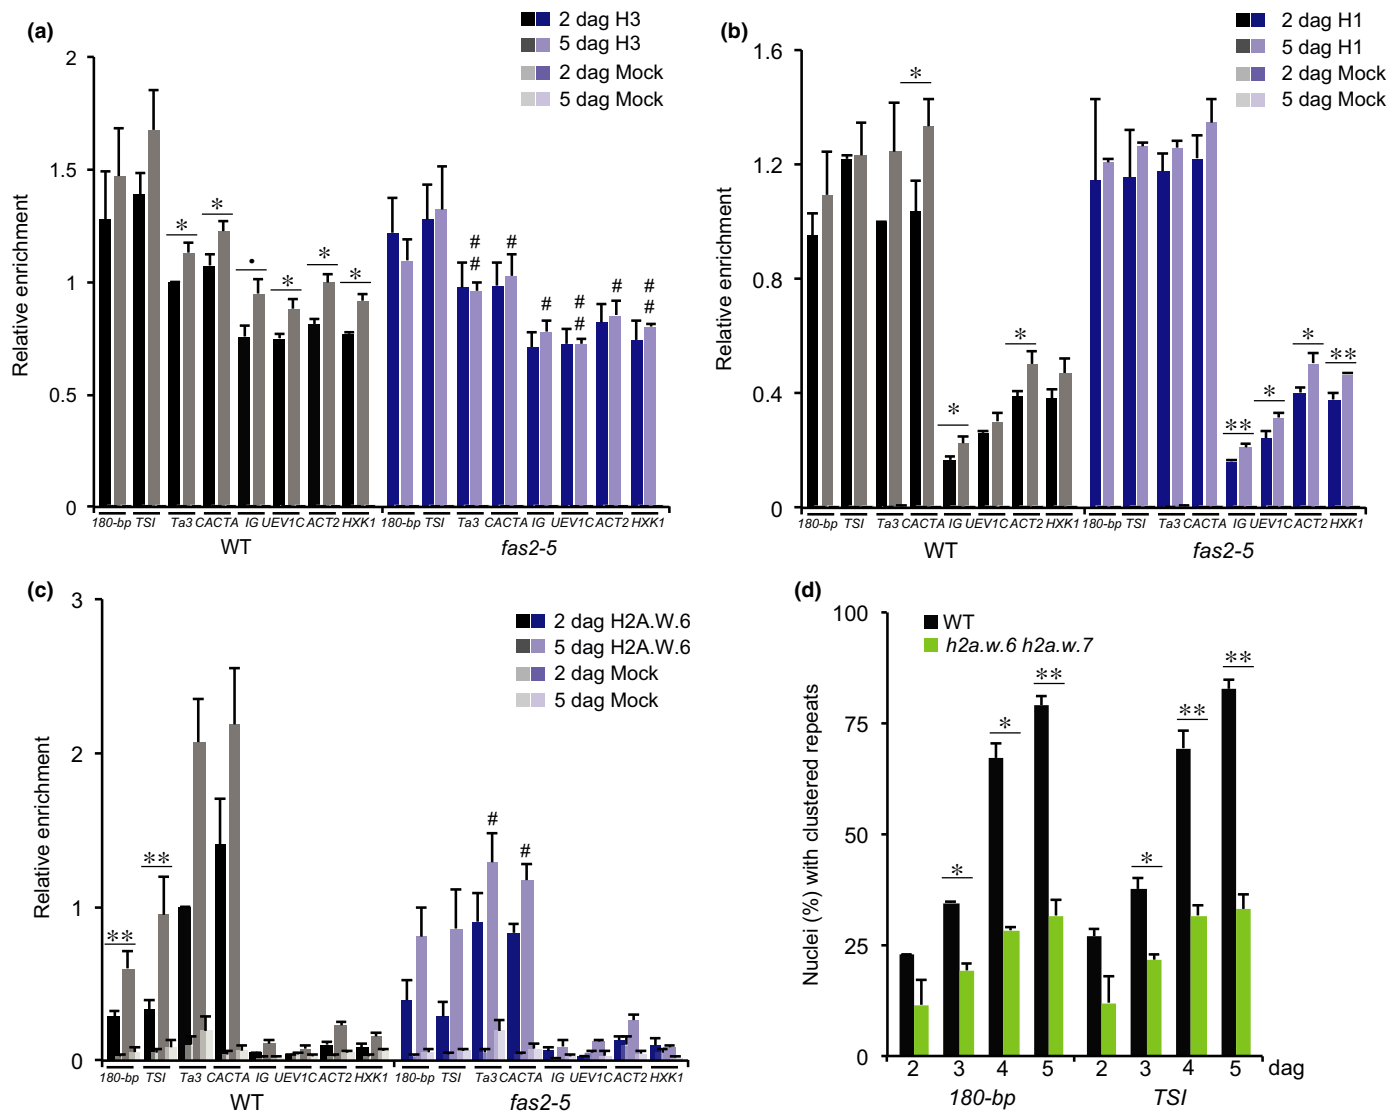 (a)
2 dag H3
5 dag H3
2 dag Mock
5 dag Mock
Relative enrichment
2
1.5
1
0.5
0
* * • * * *
# # # # # # # # # #
180-bp TSI Ta3 CACTA IG UEV1C ACT2 HXK1
180-bp TSI Ta3 CACTA IG UEV1C ACT2 HXK1
WT
fas2-5
(b)
2 dag H1
5 dag H1
2 dag Mock
5 dag Mock
Relative enrichment
1.6
1.2
0.8
0.4
0
* * * ** * * **
180-bp TSI Ta3 CACTA IG UEV1C ACT2 HXK1
180-bp TSI Ta3 CACTA IG UEV1C ACT2 HXK1
WT
fas2-5
(c)
2 dag H2A.W.6
5 dag H2A.W.6
2 dag Mock
5 dag Mock
Relative enrichment
3
2
1
0
** ** # #
180-bp TSI Ta3 CACTA IG UEV1C ACT2 HXK1
180-bp TSI Ta3 CACTA IG UEV1C ACT2 HXK1
WT
fas2-5
(d)
WT
h2a.w.6 h2a.w.7
Nuclei (%) with clustered repeats
100
75
50
25
0
* * ** * ** **
2 3 4 5 2 3 4 5 dag
180-bp
TSI